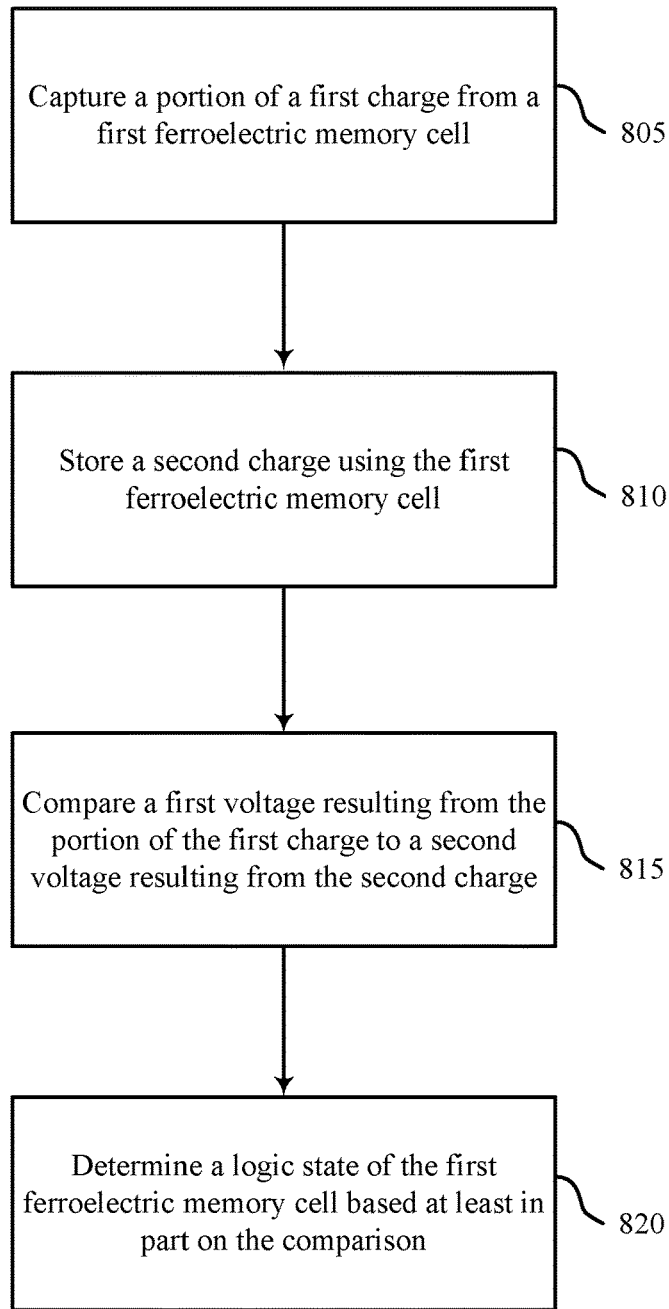 Capture a portion of a first charge from a
first ferroelectric memory cell
805
Store a second charge using the first
ferroelectric memory cell
810
Compare a first voltage resulting from the
portion of the first charge to a second
voltage resulting from the second charge
815
Determine a logic state of the first
ferroelectric memory cell based at least in
part on the comparison
820